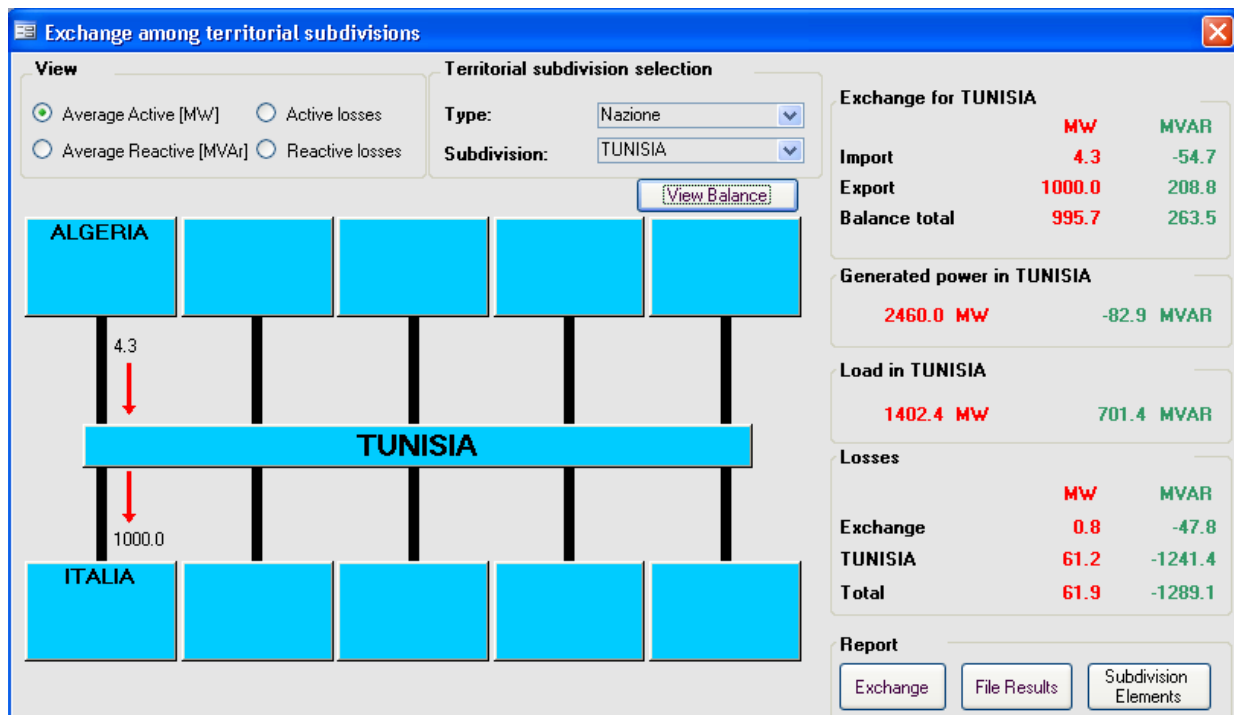 Exchange among territorial subdivisions
View
Average Active [MW] Active losses
Average Reactive [MVAr] Reactive losses
Territorial subdivision selection
Type: Nazione
Subdivision: TUNISIA
View Balance
ALGERIA
4.3
TUNISIA
1000.0
ITALIA
Exchange for TUNISIA
MW MVAR
Import 4.3 -54.7
Export 1000.0 208.8
Balance total 995.7 263.5
Generated power in TUNISIA
2460.0 MW -82.9 MVAR
Load in TUNISIA
1402.4 MW 701.4 MVAR
Losses
MW MVAR
Exchange 0.8 -47.8
TUNISIA 61.2 -1241.4
Total 61.9 -1289.1
Report
Exchange
File Results
Subdivision
Elements